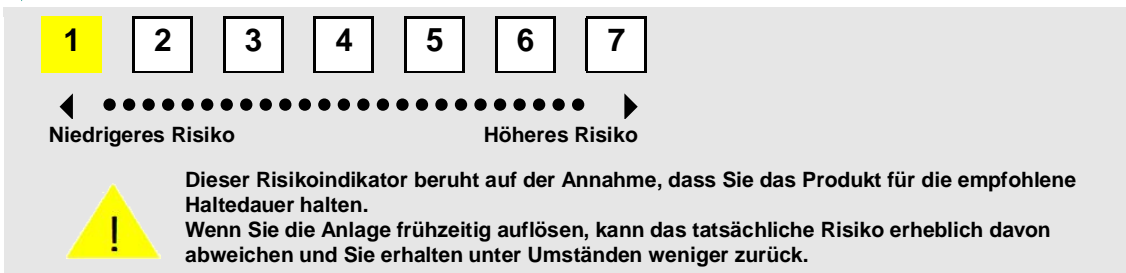 1 2 3 4 5 6 7
Niedrigeres Risiko Höheres Risiko
Dieser Risikoindikator beruht auf der Annahme, dass Sie das Produkt für die empfohlene
Haltedauer halten.
! Wenn Sie die Anlage frühzeitig auflösen, kann das tatsächliche Risiko erheblich davon
abweichen und Sie erhalten unter Umständen weniger zurück.